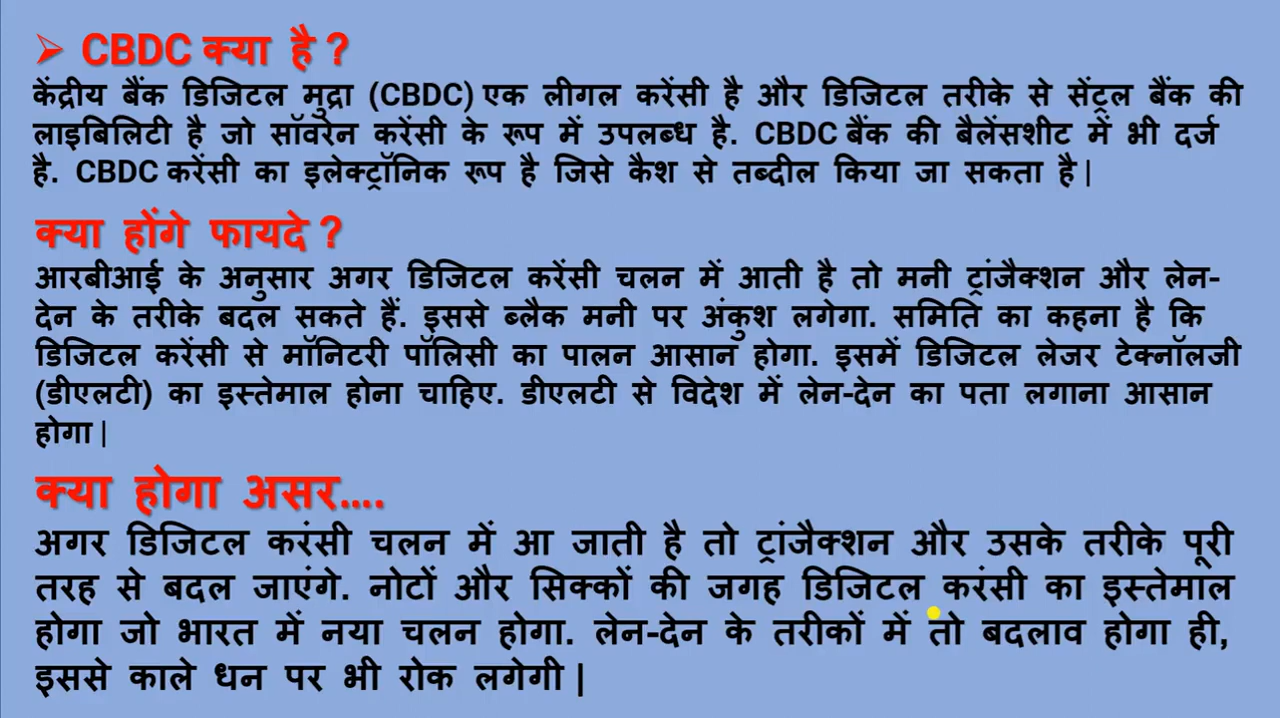 ➢ CBDC क्या है ?
केंद्रीय बैंक डिजिटल मुद्रा (CBDC) एक लीगल करेंसी है और डिजिटल तरीके से सेंट्रल बैंक की
लाइबिलिटी है जो सॉवरेन करेंसी के रूप में उपलब्ध है. CBDC बैंक की बैलेंसशीट में भी दर्ज
है. CBDC करेंसी का इलेक्ट्रॉनिक रूप है जिसे कैश से तब्दील किया जा सकता है|
क्या होंगे फायदे ?
आरबीआई के अनुसार अगर डिजिटल करेंसी चलन में आती है तो मनी ट्रांजैक्शन और लेन-
देन के तरीके बदल सकते हैं. इससे ब्लैक मनी पर अंकुश लगेगा. समिति का कहना है कि
डिजिटल करेंसी से मॉनिटरी पॉलिसी का पालन आसान होगा. इसमें डिजिटल लेजर टेक्नॉलजी
(डीएलटी) का इस्तेमाल होना चाहिए. डीएलटी से विदेश में लेन-देन का पता लगाना आसान
होगा|
क्या होगा असर....
अगर डिजिटल करंसी चलन में आ जाती है तो ट्रांजैक्शन और उसके तरीके पूरी
तरह से बदल जाएंगे. नोटों और सिक्कों की जगह डिजिटल करंसी का इस्तेमाल
होगा जो भारत में नया चलन होगा. लेन-देन के तरीकों में तो बदलाव होगा ही,
इससे काले धन पर भी रोक लगेगी|